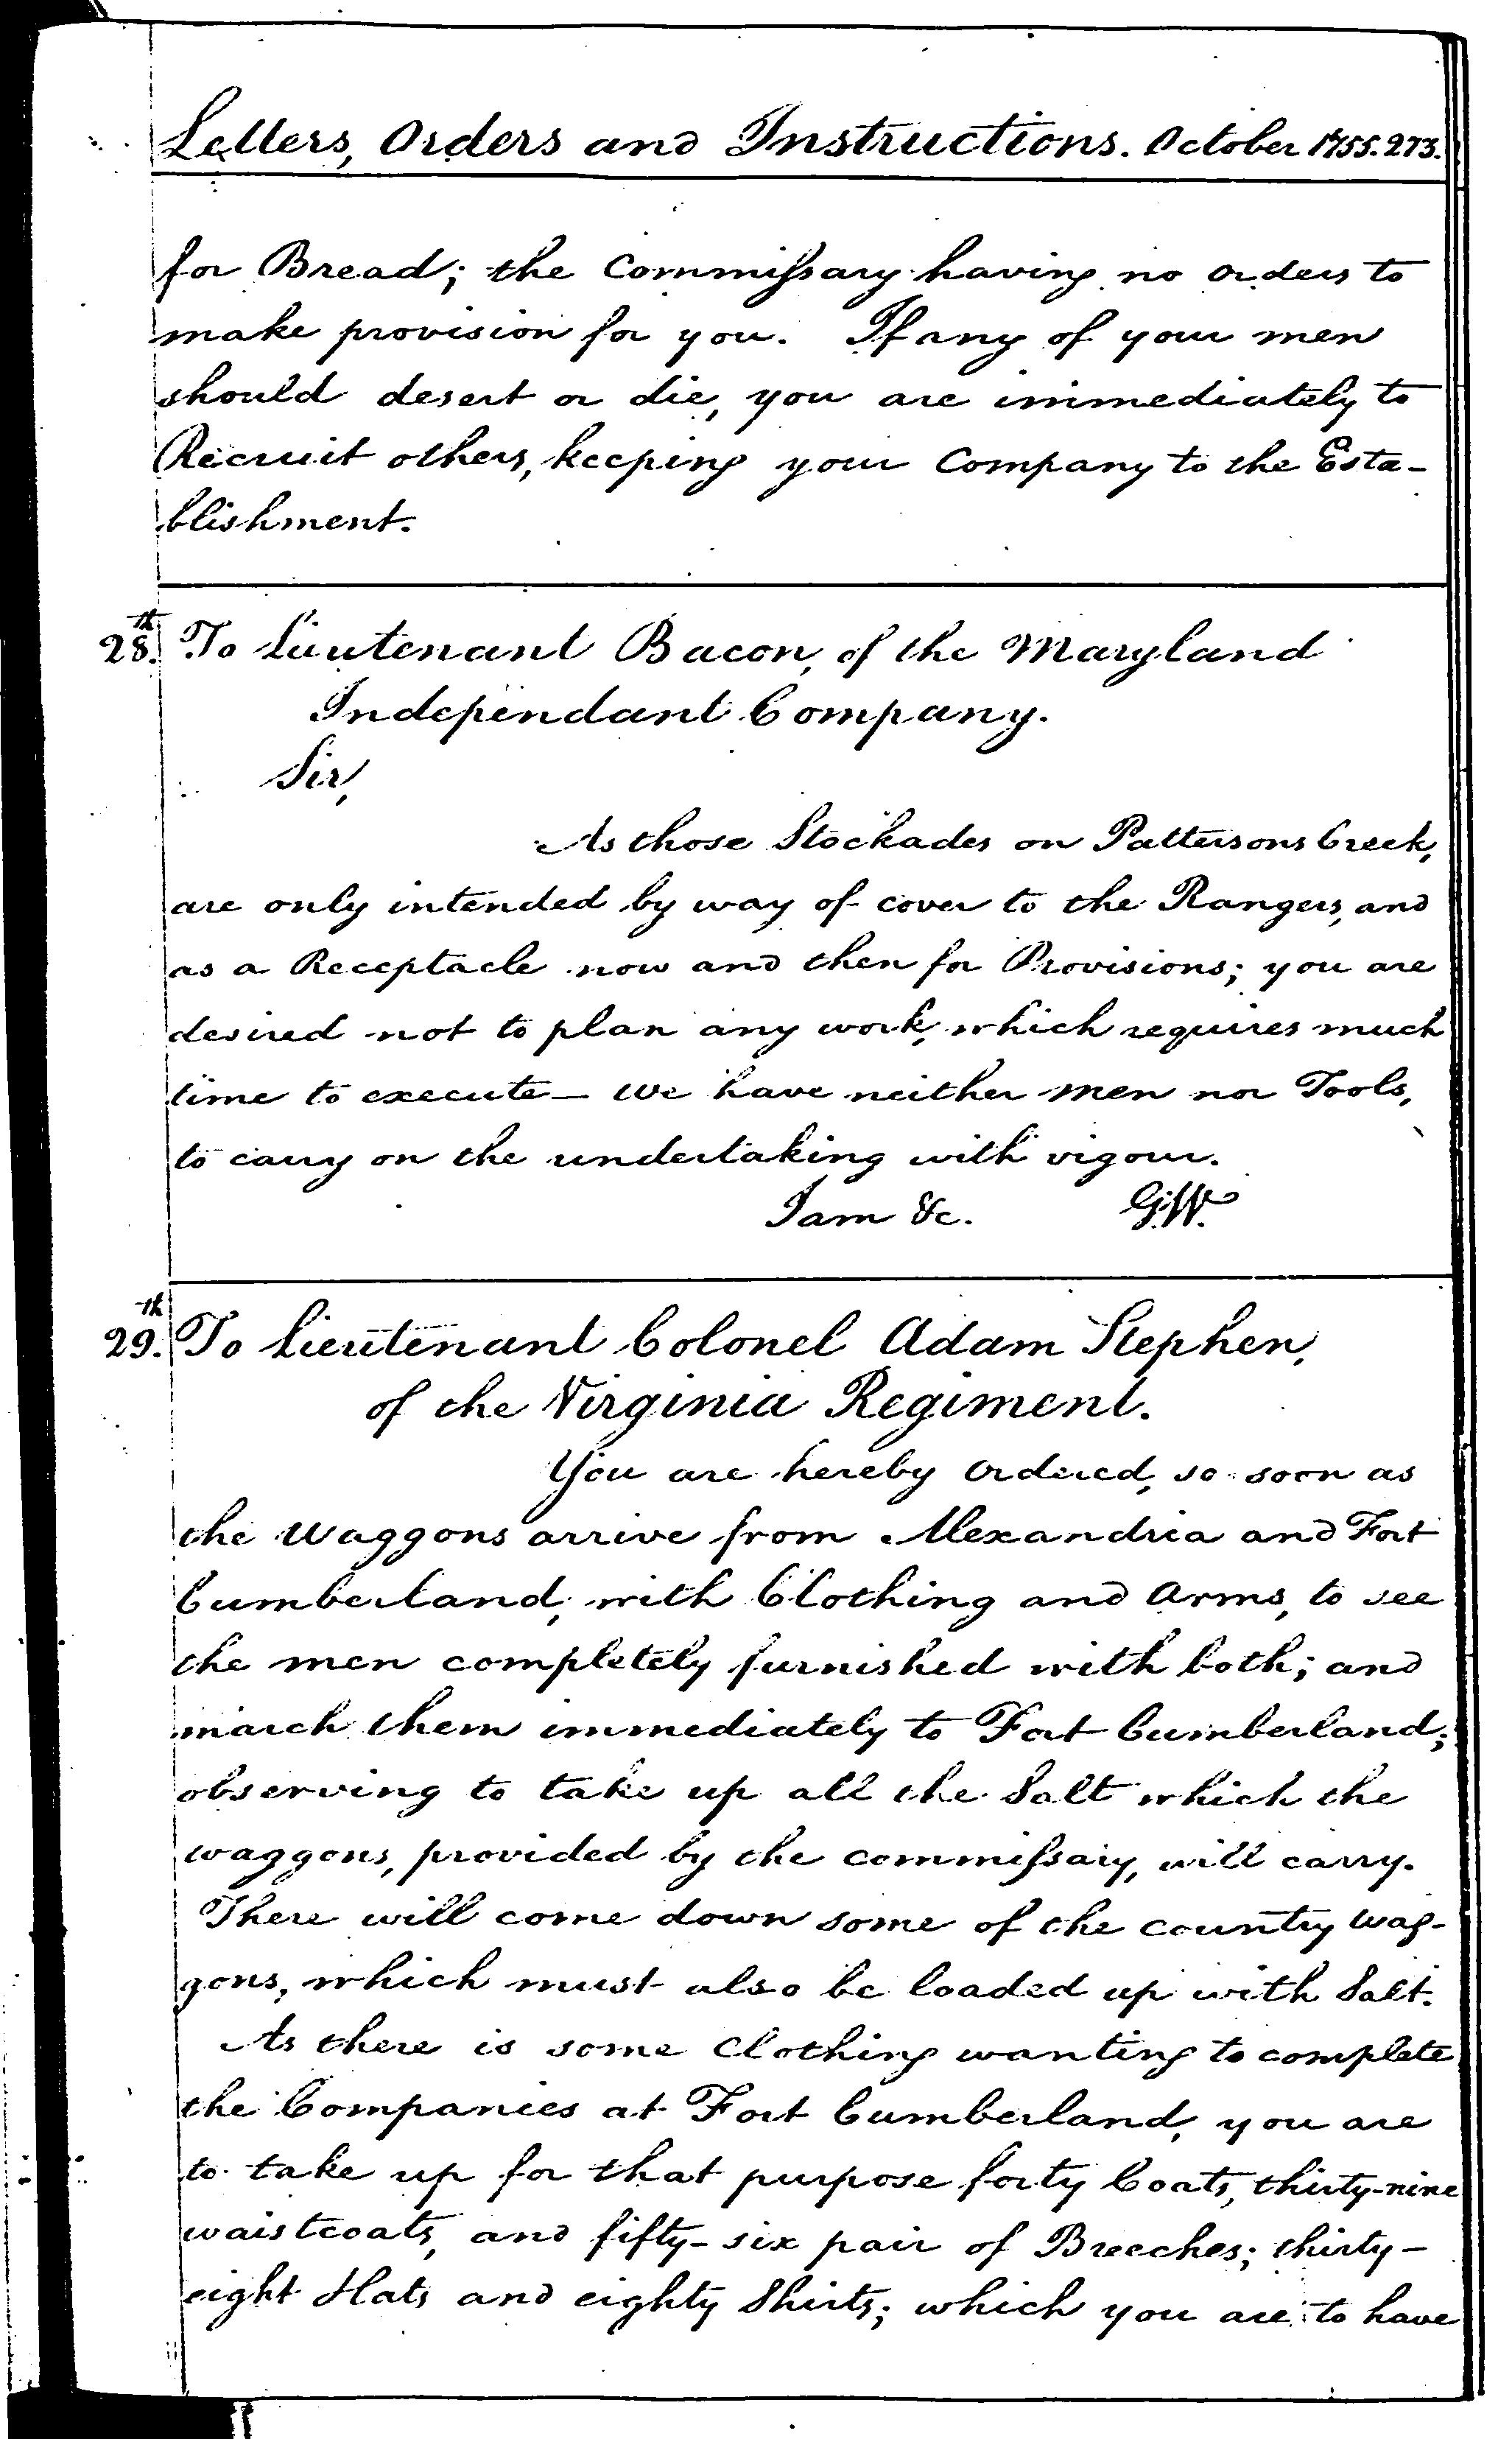 Letters, Orders and Instructions. October 1755. 273.
for Bread; the Commissary having no orders to
make provision for you. If any of your men
should desert or die, you are immediately to
Recruit others, keeping your Company to the Esta-
blishment.
28.th To Lieutenant Bacon, of the Maryland
Independant Company.
Sir,
As those Stockades on Pattersons Creek,
are only intended by way of cover to the Rangers, and
as a Receptacle now and then for Provisions; you are
desired not to plan any work, which requires much
time to execute— We have neither men nor Tools,
to carry on the undertaking with vigour.
I am &c. G:W.
29.th To Lieutenant Colonel Adam Stephen,
of the Virginia Regiment.
You are hereby ordered, so soon as
the Waggons arrive from Alexandria and Fort
Cumberland, with Clothing and Arms, to see
the men completely furnished with both; and
march them immediately to Fort Cumberland;
observing to take up all the Salt which the
waggons, provided by the commissary, will carry.
There will come down some of the country wag-
gons, which must also be loaded up with Salt.
As there is some Clothing wanting to complete
the Companies at Fort Cumberland, you are
to take up for that purpose forty Coats, thirty-nine
waistcoats, and fifty-six pair of Breeches; thirty-
eight Hats and eighty Shirts; which you are to have